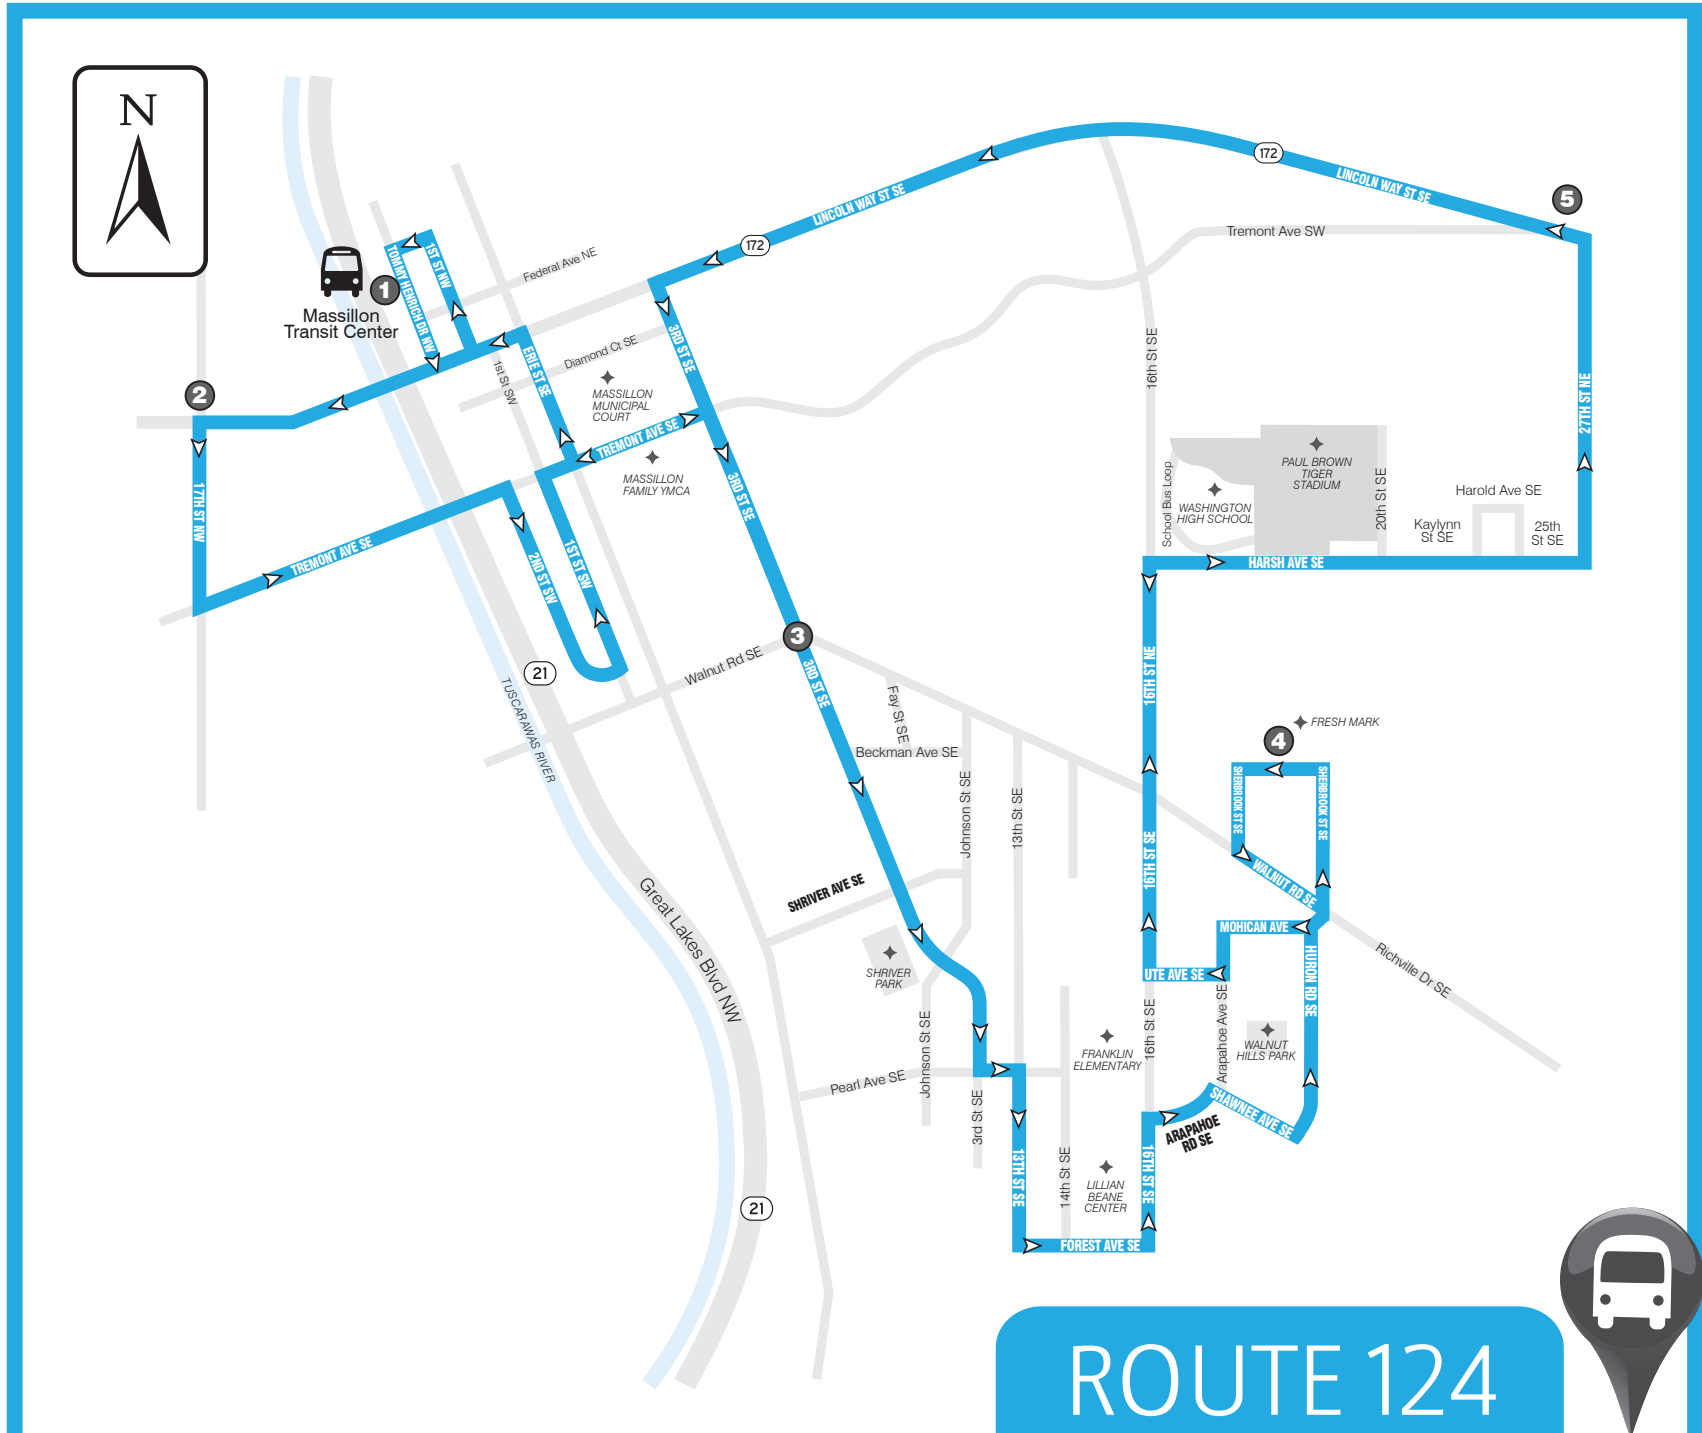 N
172
LINCOLN WAY ST SE
5
LINCOLN WAY ST SE
172
Tremont Ave SW
Federal Ave NE
1ST ST NW
TOMMY HENRICH DR NW
1
Massillon
Transit Center
3RD ST SE
Diamond Ct SE
ERIE ST SE
16th St SE
1st St SW
2
MASSILLON
MUNICIPAL
COURT
27TH ST NE
TREMONT AVE SE
MASSILLON
FAMILY YMCA
3RD ST SE
PAUL BROWN
TIGER
STADIUM
School Bus Loop
WASHINGTON
HIGH SCHOOL
20th St SE
Harold Ave SE
Kaylynn
St SE
25th
St SE
17TH ST NW
TREMONT AVE SE
2ND ST SW
1ST ST SW
HARSH AVE SE
3
21
TUSCARAWAS RIVER
Walnut Rd SE
3RD ST SE
16TH ST NE
Fay St SE
Beckman Ave SE
FRESH MARK
4
SHERBROOK ST SE
SHERBROOK ST SE
Johnson St SE
13th St SE
16TH ST SE
WALNUT RD SE
SHRIVER AVE SE
Great Lakes Blvd NW
MOHICAN AVE
UTE AVE SE
HURON RD SE
Richville Dr SE
SHRIVER
PARK
Johnson St SE
Arapahoe Ave SE
16th St SE
FRANKLIN
ELEMENTARY
WALNUT
HILLS PARK
Pearl Ave SE
3rd St SE
SHAWNEE AVE SE
ARAPAHOE
RD SE
13TH ST SE
14th St SE
16TH ST SE
LILLIAN
BEANE
CENTER
21
FOREST AVE SE
ROUTE 124